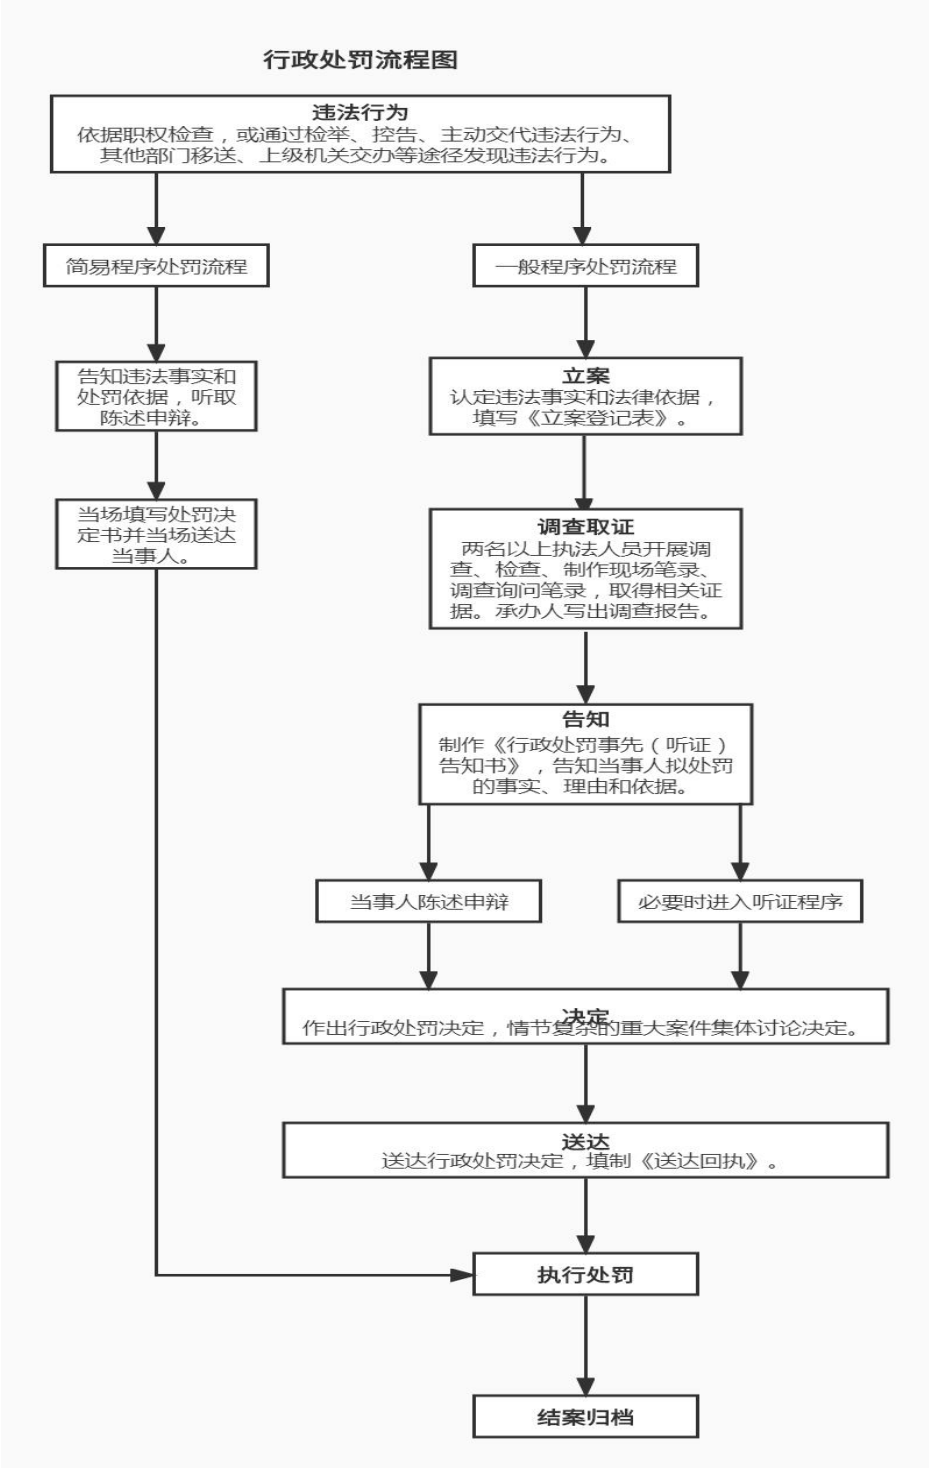 行政处罚流程图
违法行为
依据职权检查，或通过检举、控告、主动交代违法行为、
其他部门移送、上级机关交办等途径发现违法行为。
简易程序处罚流程
一般程序处罚流程
告知违法事实和
处罚依据，听取
陈述申辩。
立案
认定违法事实和法律依据，
填写《立案登记表》。
当场填写处罚决
定书并当场送达
当事人。
调查取证
两名以上执法人员开展调
查、检查、制作现场笔录、
调查询问笔录，取得相关证
据。承办人写出调查报告。
告知
制作《行政处罚事先（听证）
告知书》，告知当事人拟处罚
的事实、理由和依据。
当事人陈述申辩
必要时进入听证程序
决定
作出行政处罚决定，情节复杂的重大案件集体讨论决定。
送达
送达行政处罚决定，填制《送达回执》。
执行处罚
结案归档